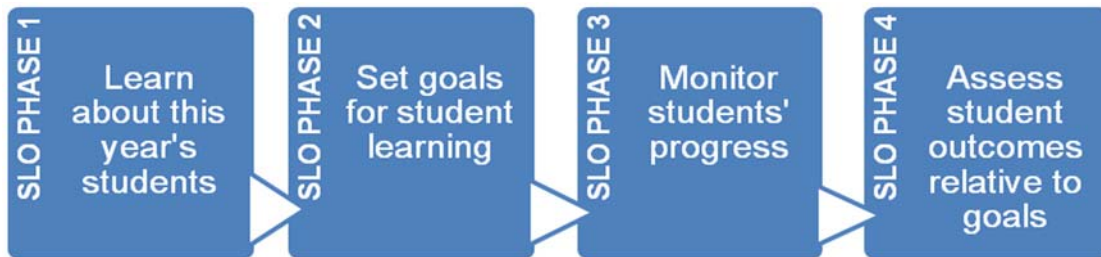 SLO PHASE 1
Learn
about this
year's
students
SLO PHASE 2
Set goals
for student
learning
SLO PHASE 3
Monitor
students'
progress
SLO PHASE 4
Assess
student
outcomes
relative to
goals